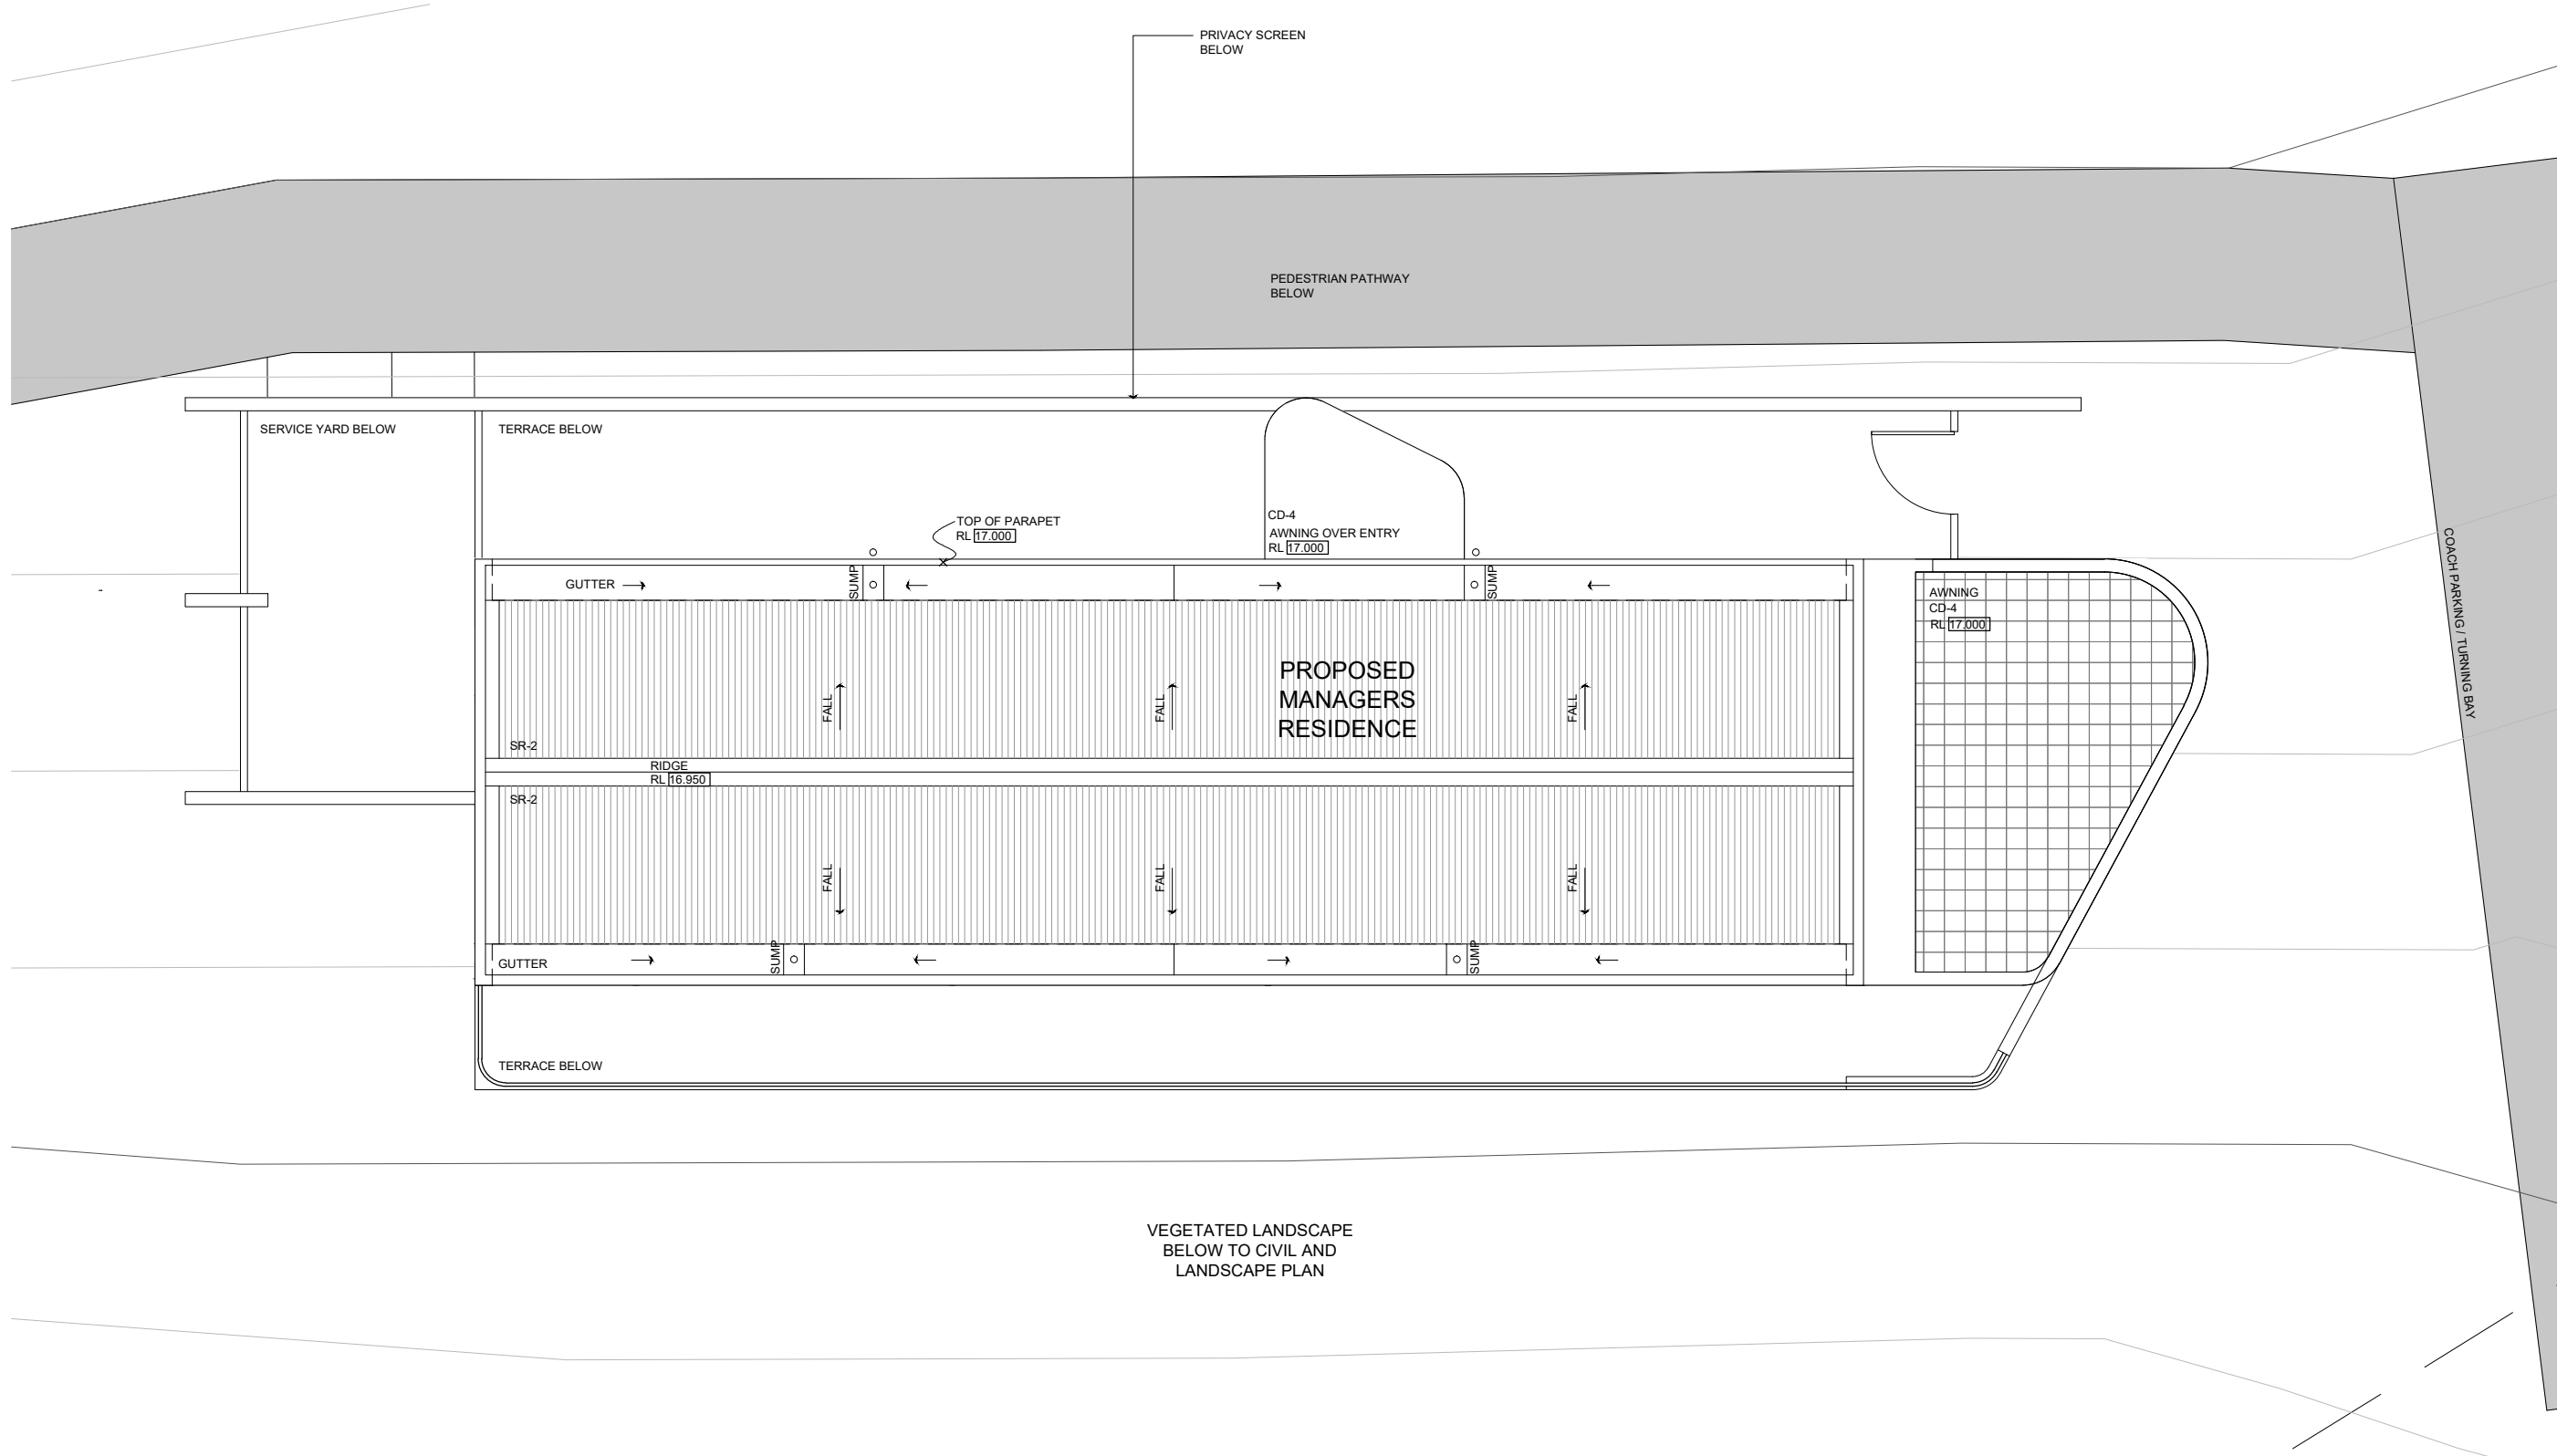 PRIVACY SCREEN
BELOW
PEDESTRIAN PATHWAY
BELOW
SERVICE YARD BELOW
TERRACE BELOW
TOP OF PARAPET
RL 17.000
CD-4
AWNING OVER ENTRY
RL 17.000
GUTTER
SUMP
SUMP
AWNING
CD-4
RL 17.000
COACH PARKING / TURNING BAY
PROPOSED
MANAGERS
RESIDENCE
FALL
FALL
FALL
SR-2
RIDGE
RL 16.950
SR-2
FALL
FALL
FALL
GUTTER
SUMP
SUMP
TERRACE BELOW
VEGETATED LANDSCAPE
BELOW TO CIVIL AND
LANDSCAPE PLAN